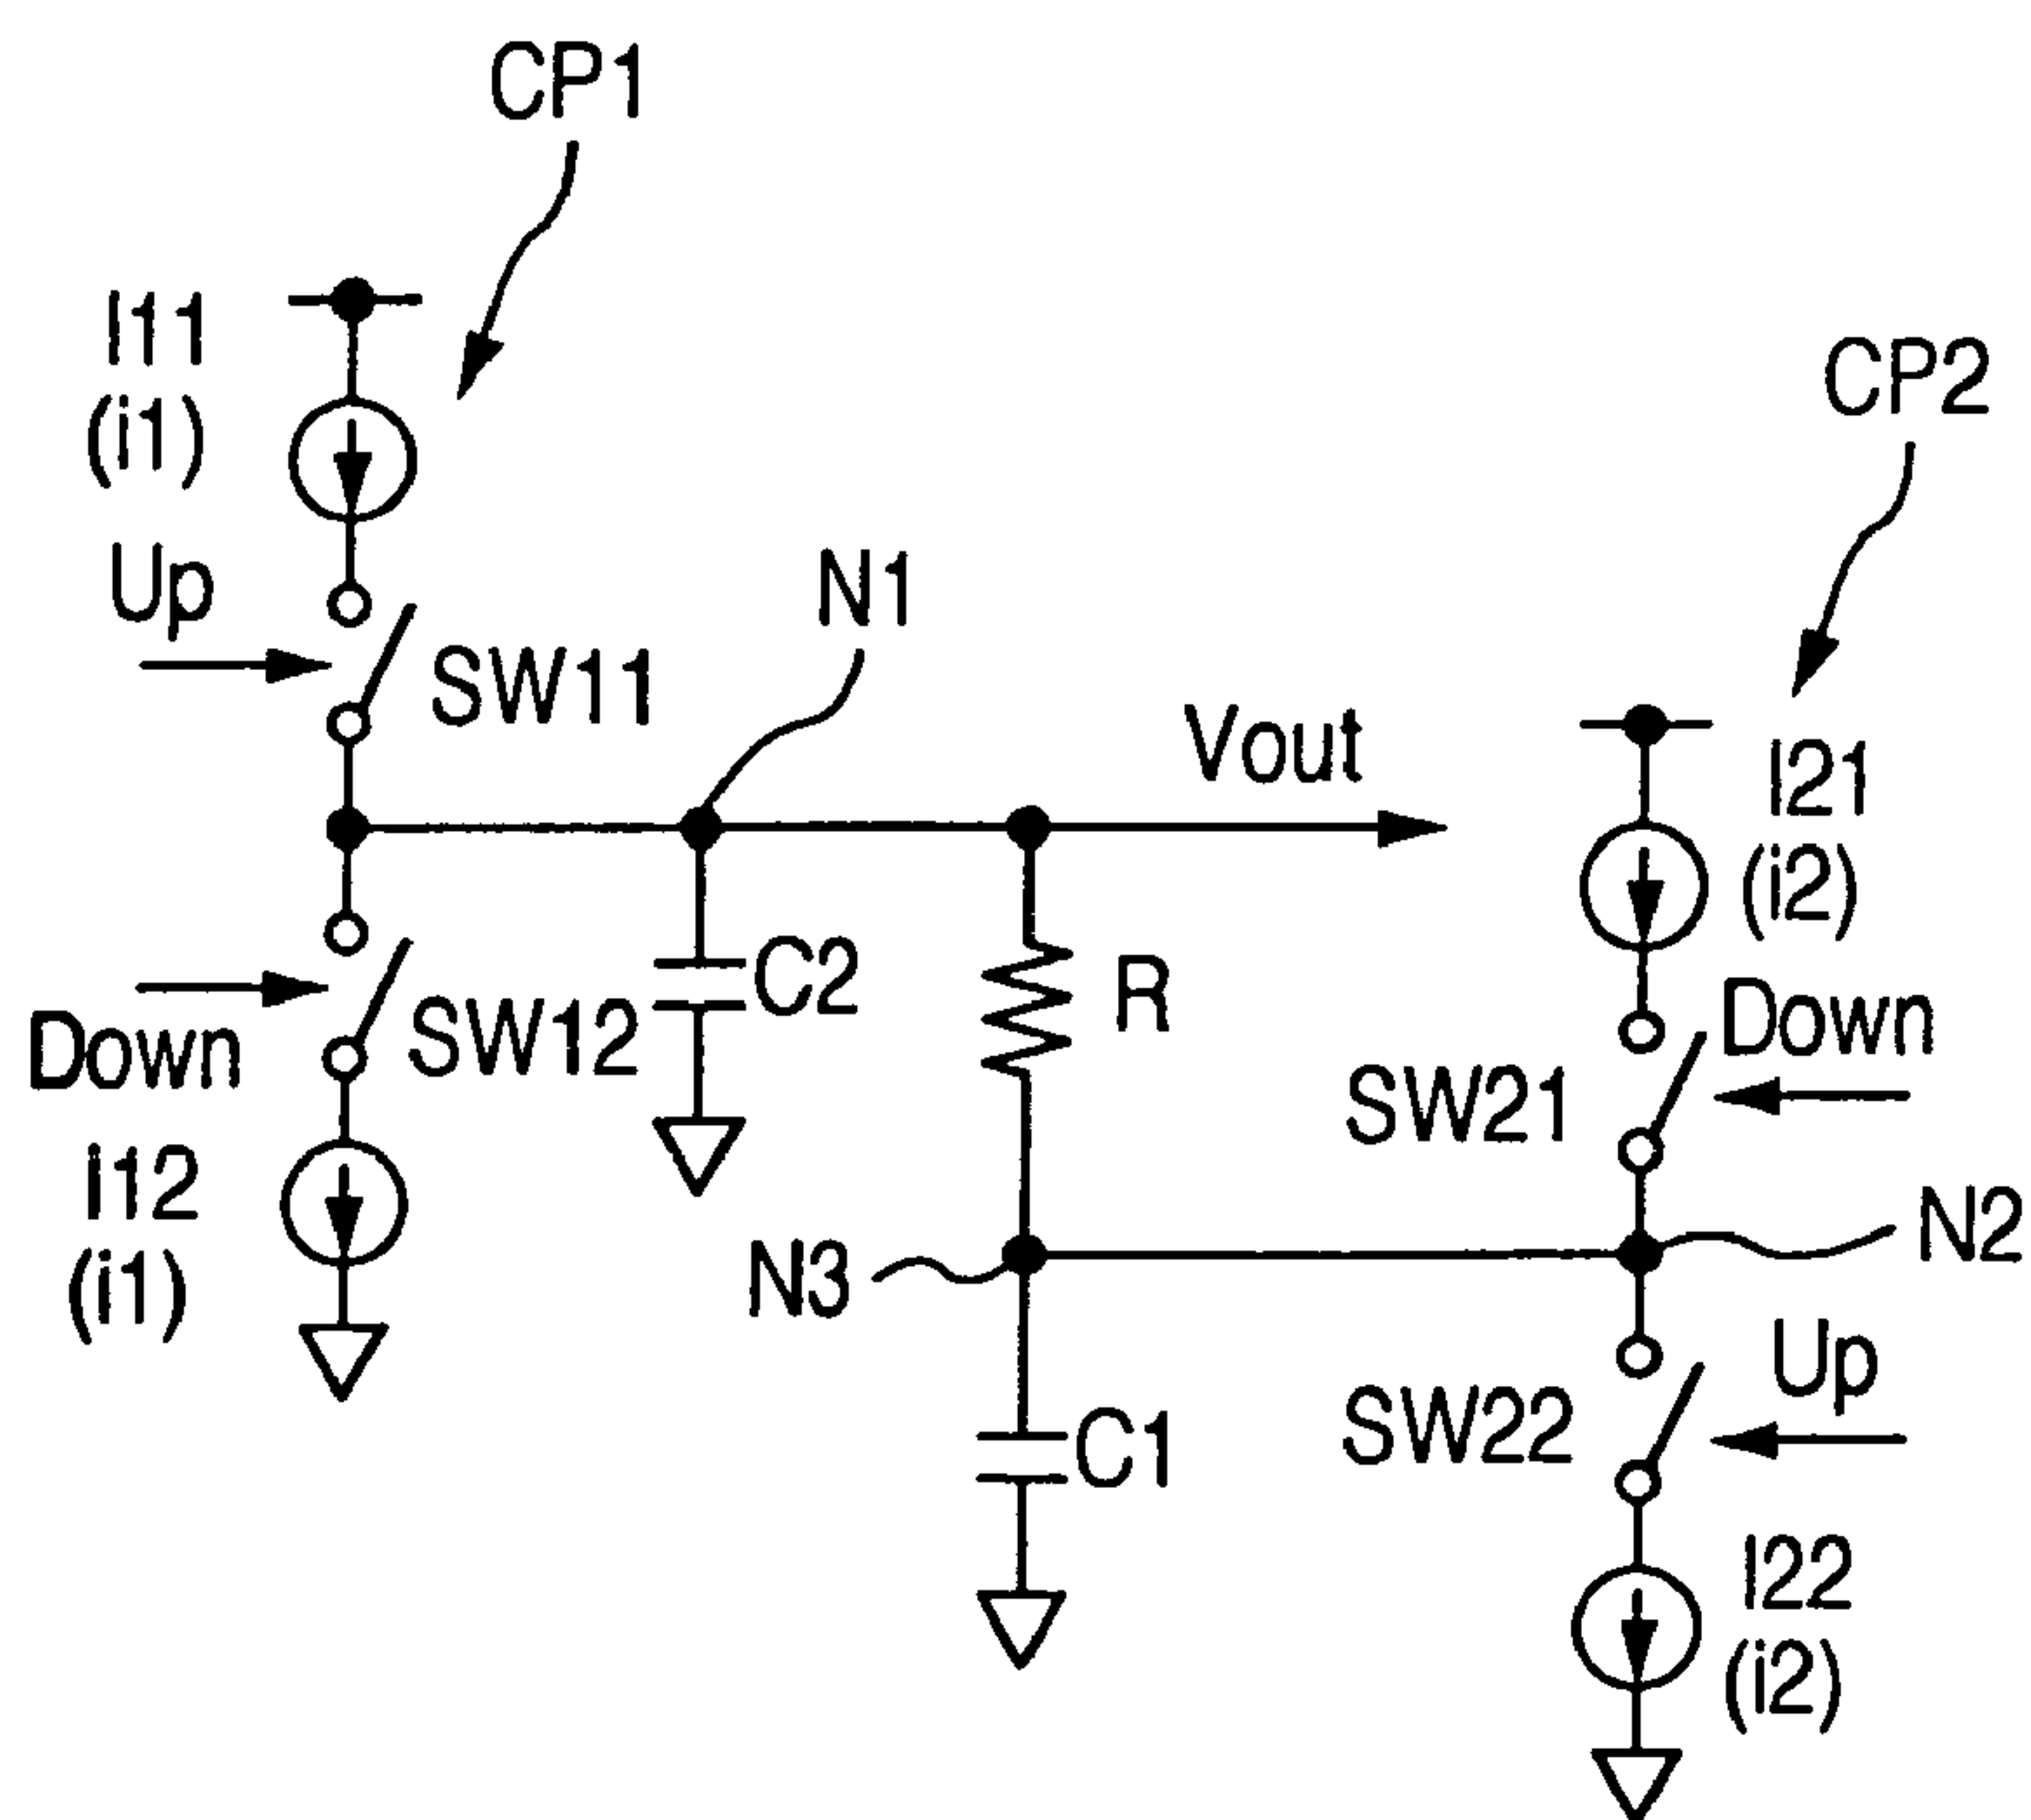 CP1
I11
(i1)
Up
SW11
N1
Vout
CP2
I21
(i2)
Down
SW12
C2
R
Down
SW21
I12
(i1)
N3
N2
C1
Up
SW22
I22
(i2)